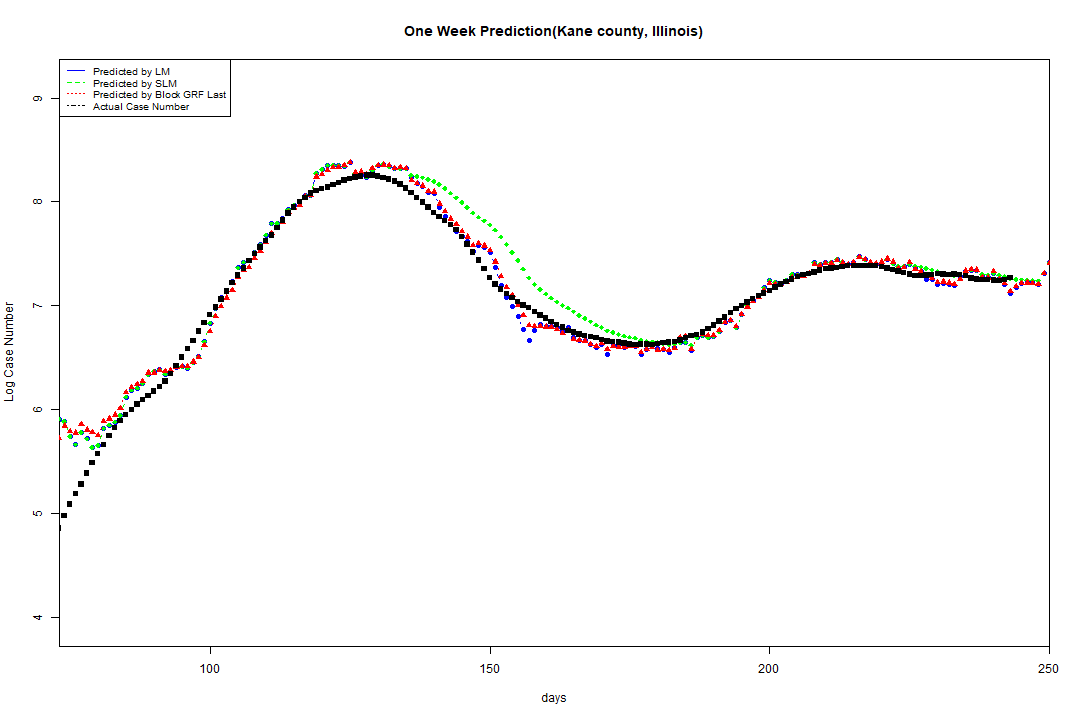 One Week Prediction(Kane county, Illinois)
Predicted by LM
Predicted by SLM
Predicted by Block GRF Last
Actual Case Number
9
8
7
6
5
4
Log Case Number
100 150 200 250
days